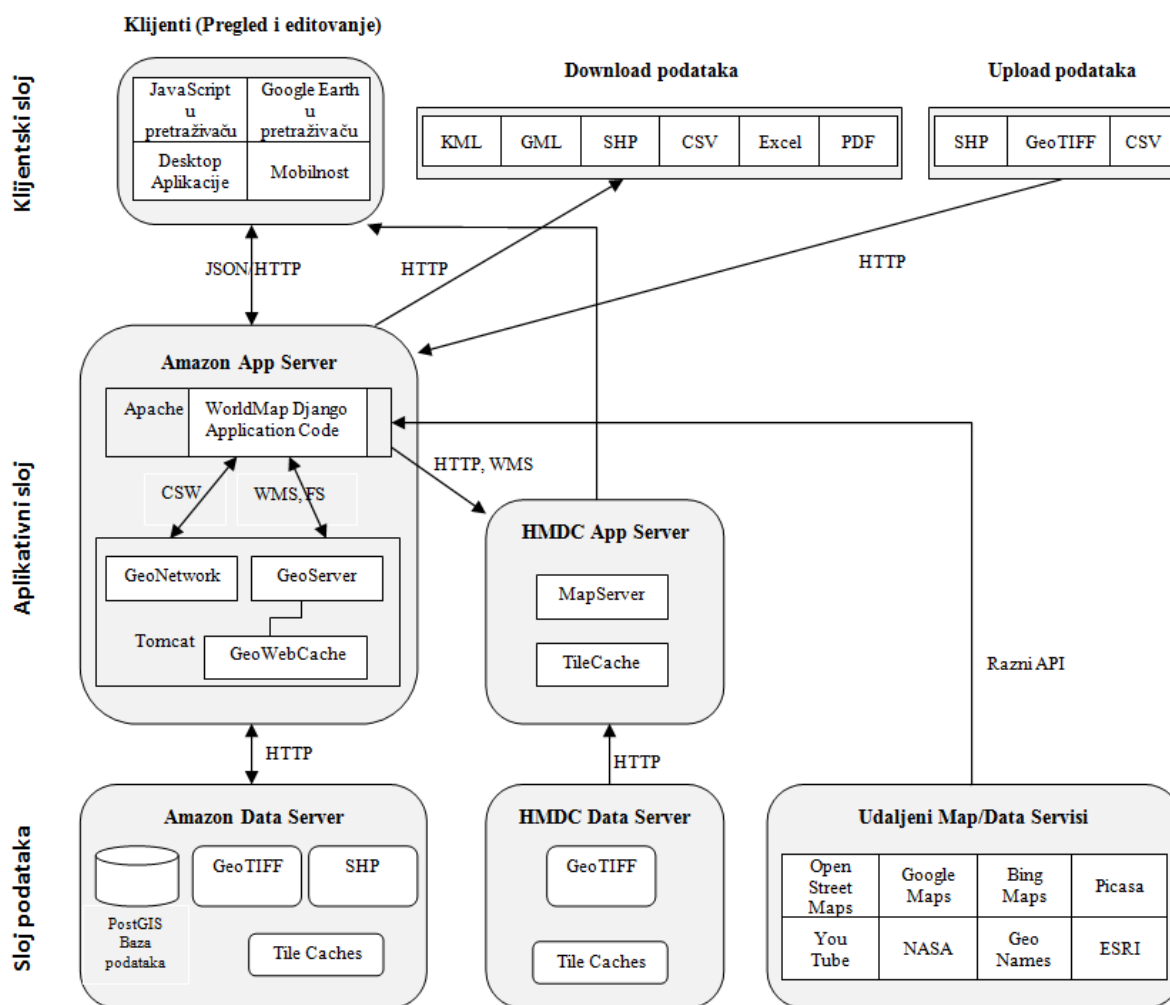 Klijenti (Pregled i editovanje)
Klijentski sloj
JavaScript
u
pretraživaču
Google Earth
u
pretraživaču
Desktop
Aplikacije
Mobilnost
Download podataka
KML
GML
SHP
CSV
Excel
PDF
Upload podataka
SHP
GeoTIFF
CSV
JSON/HTTP
HTTP
HTTP
Aplikativni sloj
Amazon App Server
Apache
WorldMap Django
Application Code
CSW
WMS, FS
GeoNetwork
GeoServer
Tomcat
GeoWebCache
HTTP, WMS
HMDC App Server
MapServer
TileCache
Razni API
HTTP
HTTP
Sloj podataka
Amazon Data Server
GeoTIFF
SHP
PostGIS
Baza
podataka
Tile Caches
HMDC Data Server
GeoTIFF
Tile Caches
Udaljeni Map/Data Servisi
Open
Street
Maps
Google
Maps
Bing
Maps
Picasa
You
Tube
NASA
Geo
Names
ESRI